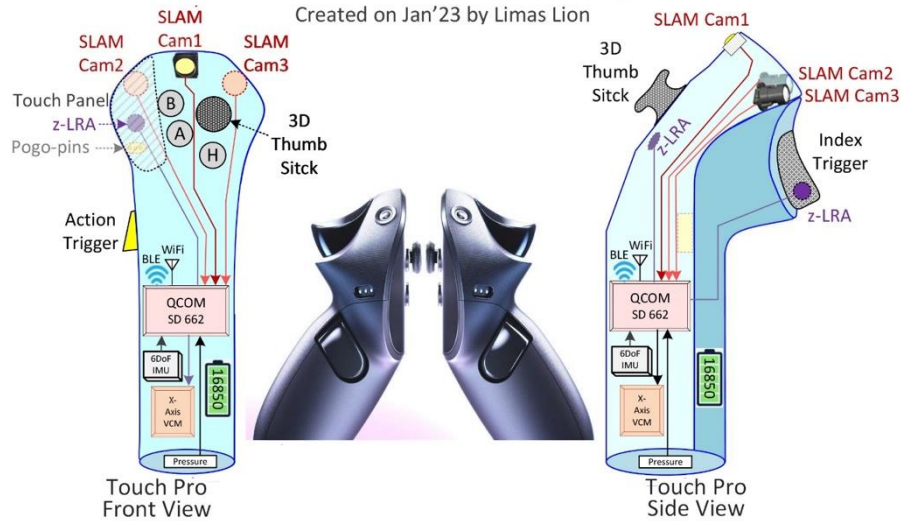 Created on Jan'23 by Limas Lion
SLAM
Cam1
SLAM
Cam2
SLAM
Cam3
Touch Panel
z-LRA
Pogo-pins
B
A
H
3D
Thumb
Sitck
Action
Trigger
BLE
WiFi
QCOM
SD 662
6DoF
IMU
X-
Axis
VCM
16850
Pressure
Touch Pro
Front View
SLAM Cam1
3D
Thumb
Sitck
SLAM Cam2
SLAM Cam3
z-LRA
Index
Trigger
z-LRA
BLE
WiFi
QCOM
SD 662
6DoF
IMU
X-
Axis
VCM
16850
Pressure
Touch Pro
Side View